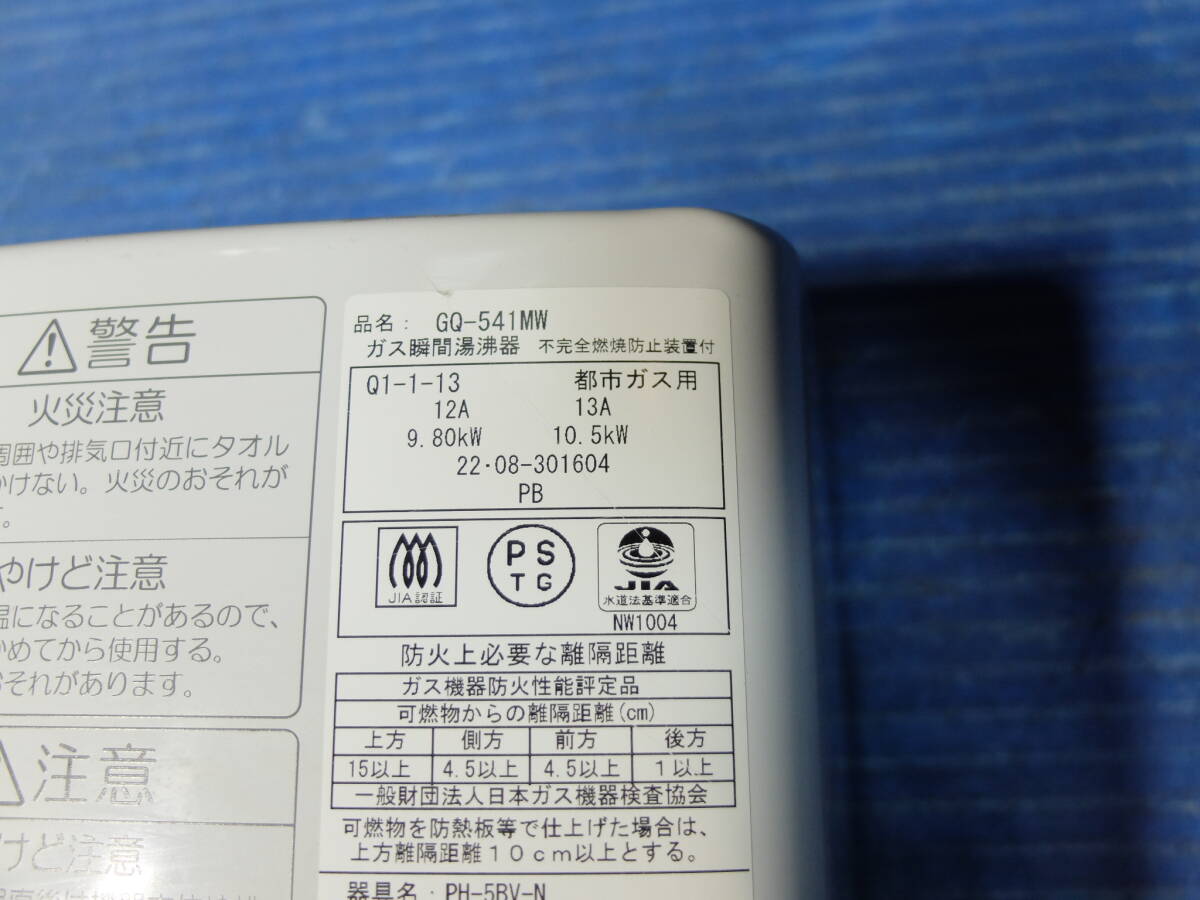 警告
火災注意
周囲や排気口付近にタオル
かけない。火災のおそれが
す。
やけど注意
温になることがあるので、
かめてから使用する。
おそれがあります。
注意
けど注意
品名： GQ-541MW
ガス瞬間湯沸器 不完全燃焼防止装置付
Q1-1-13 都市ガス用
12A 13A
9.80kW 10.5kW
22・08-301604
PB
JIA認証
PS
TG
JIA
水道法基準適合
NW1004
防火上必要な離隔距離
ガス機器防火性能評定品
可燃物からの離隔距離(cm)
上方 側方 前方 後方
15以上 4.5以上 4.5以上 1以上
一般財団法人日本ガス機器検査協会
可燃物を防熱板等で仕上げた場合は、
上方離隔距離10cm以上とする。
器具名： PH-5BV-N